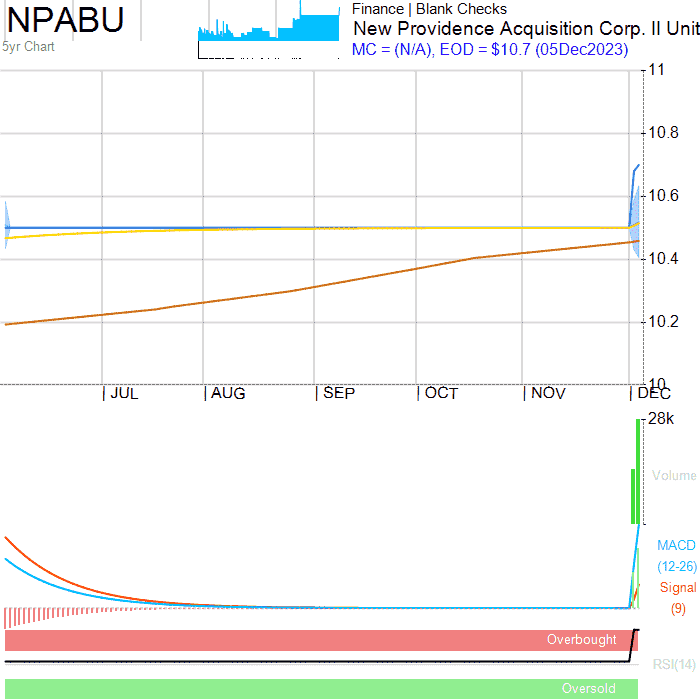 NPABU
5yr Chart
Finance | Blank Checks
New Providence Acquisition Corp. II Unit
MC = (N/A), EOD = $10.7 (05Dec2023)
11
10.8
10.6
10.4
10.2
10
JUL
AUG
SEP
OCT
NOV
DEC
28k
Volume
MACD
(12-26)
Signal
(9)
Overbought
RSI(14)
Oversold